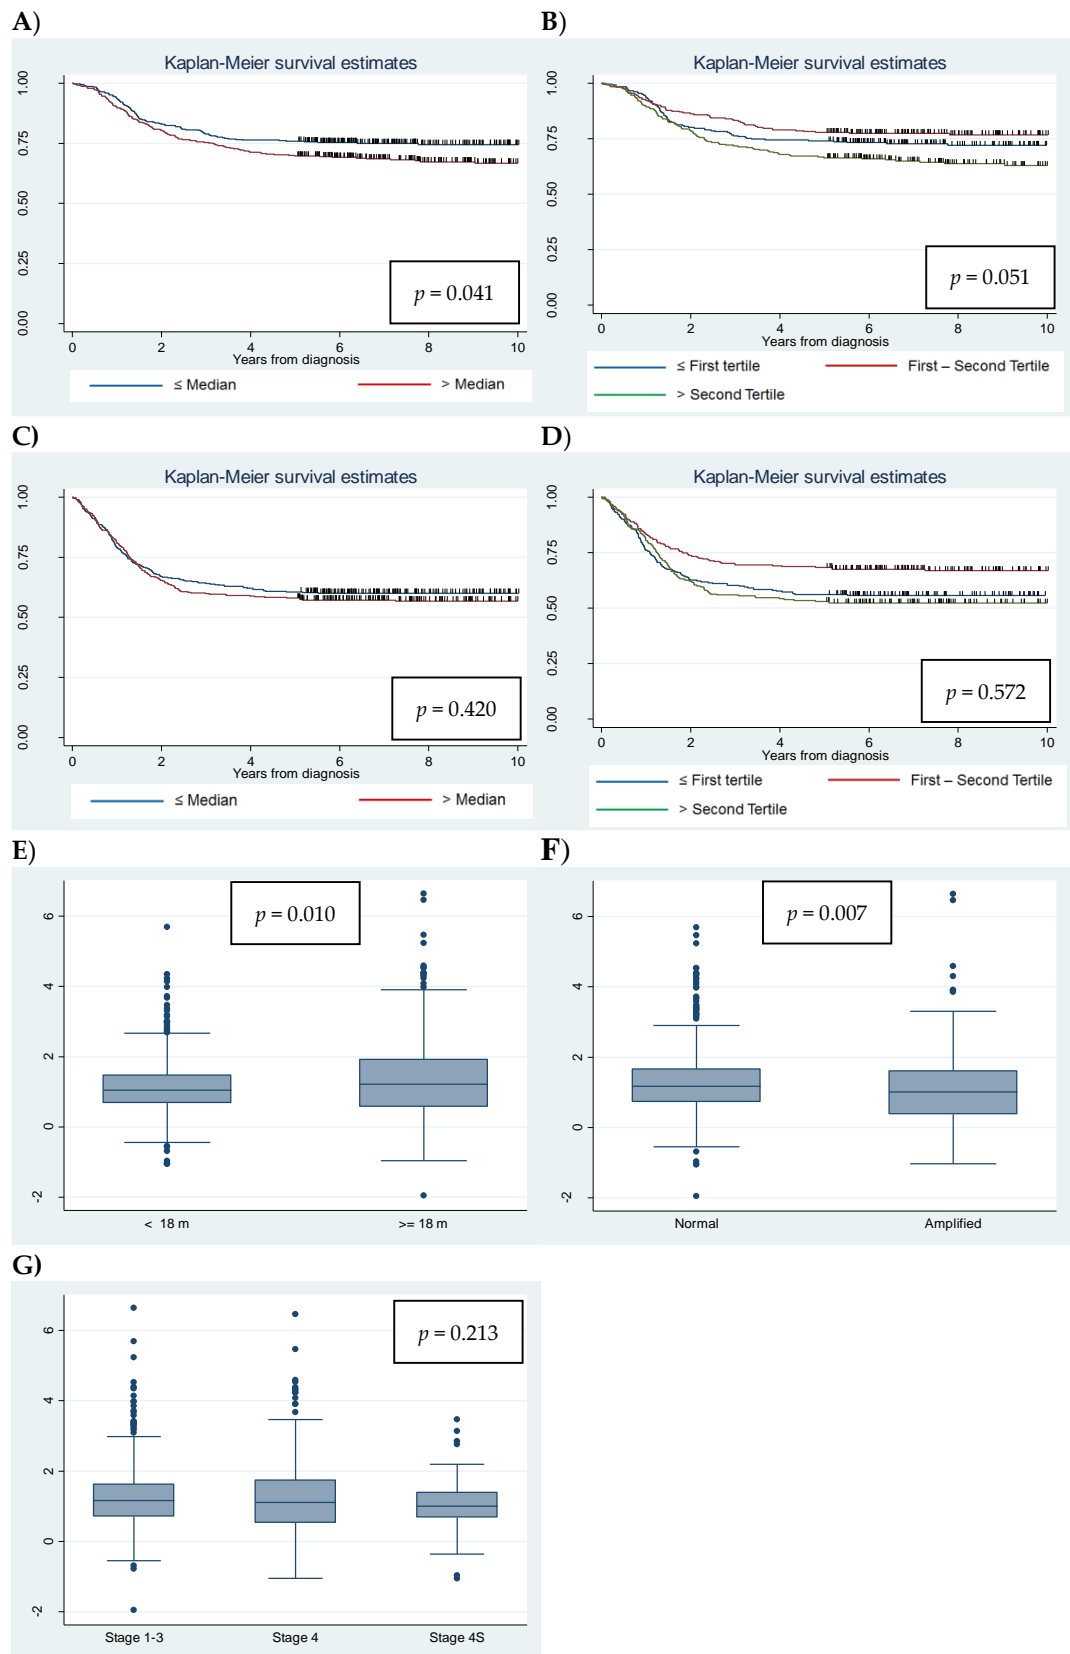 A)
Kaplan-Meier survival estimates
1.00
0.75
0.50
0.25
0.00
p = 0.041
0 2 4 6 8 10
Years from diagnosis
≤ Median > Median
B)
Kaplan-Meier survival estimates
1.00
0.75
0.50
0.25
0.00
p = 0.051
0 2 4 6 8 10
Years from diagnosis
≤ First tertile First – Second Tertile
> Second Tertile
C)
Kaplan-Meier survival estimates
1.00
0.75
0.50
0.25
0.00
p = 0.420
0 2 4 6 8 10
Years from diagnosis
≤ Median > Median
D)
Kaplan-Meier survival estimates
1.00
0.75
0.50
0.25
0.00
p = 0.572
0 2 4 6 8 10
Years from diagnosis
≤ First tertile First – Second Tertile
> Second Tertile
E)
p = 0.010
6
4
2
0
-2
< 18 m >= 18 m
F)
p = 0.007
6
4
2
0
-2
Normal Amplified
G)
p = 0.213
6
4
2
0
-2
Stage 1-3 Stage 4 Stage 4S